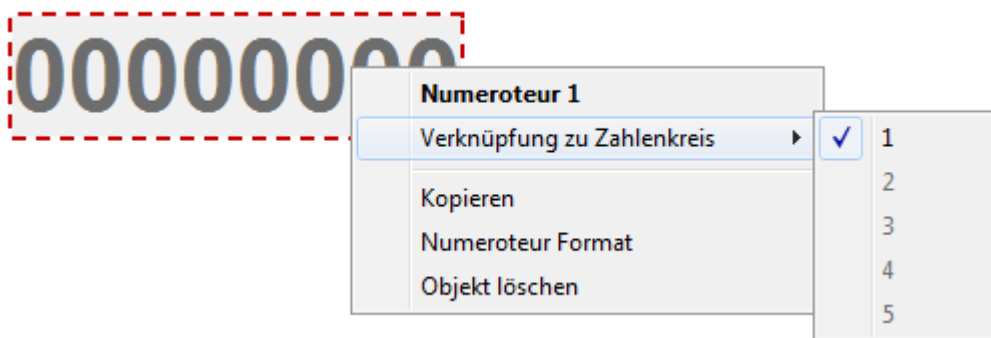 00000000
Numeroteur 1
Verknüpfung zu Zahlenkreis
1
2
3
4
5
Kopieren
Numeroteur Format
Objekt löschen